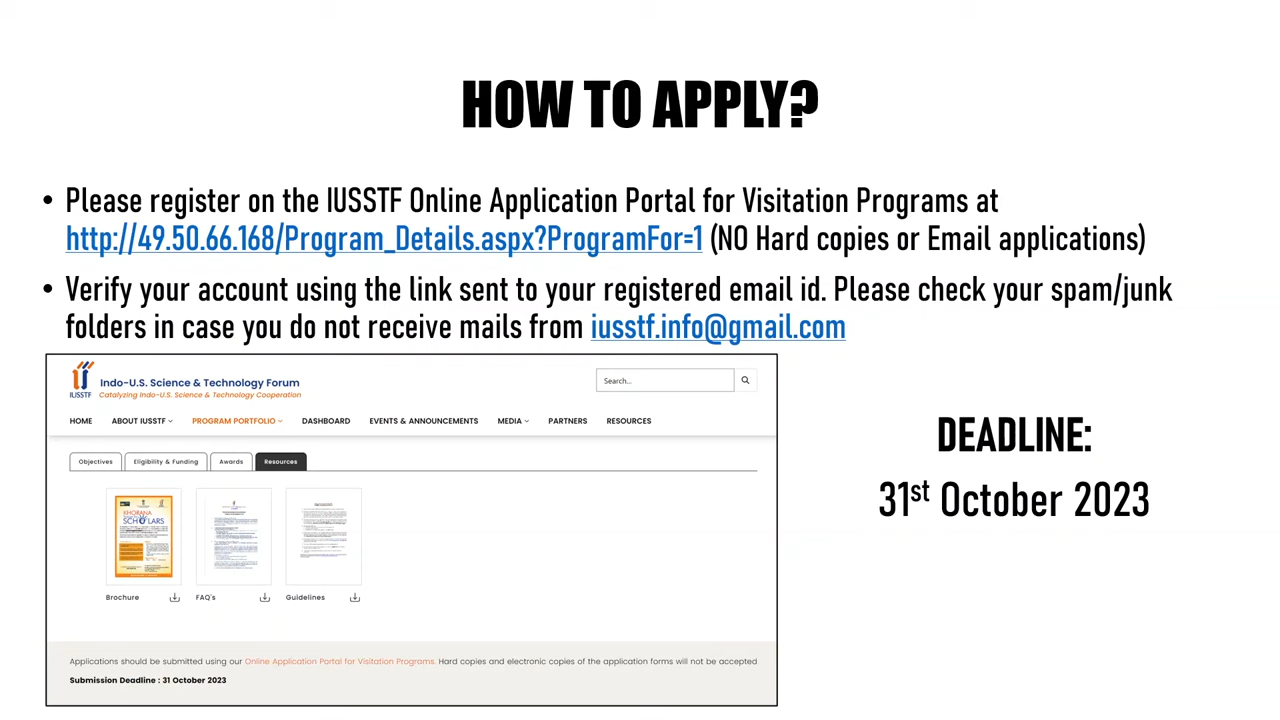 HOW TO APPLY?
• Please register on the IUSSTF Online Application Portal for Visitation Programs at
http://49.50.66.168/Program_Details.aspx?ProgramFor=1 (NO Hard copies or Email applications)
• Verify your account using the link sent to your registered email id. Please check your spam/junk
folders in case you do not receive mails from iusstf.info@gmail.com
IUSSTF
Indo-U.S. Science & Technology Forum
Catalyzing Indo-U.S. Science & Technology Cooperation
Search...
HOME ABOUT IUSSTF PROGRAM PORTFOLIO DASHBOARD EVENTS & ANNOUNCEMENTS MEDIA PARTNERS RESOURCES
Objectives Eligibility & Funding Awards Resources
KHORANA
SCHOLARS
Brochure FAQ's Guidelines
Applications should be submitted using our Online Application Portal for Visitation Programs. Hard copies and electronic copies of the application forms will not be accepted
Submission Deadline : 31 October 2023
DEADLINE:
31st October 2023